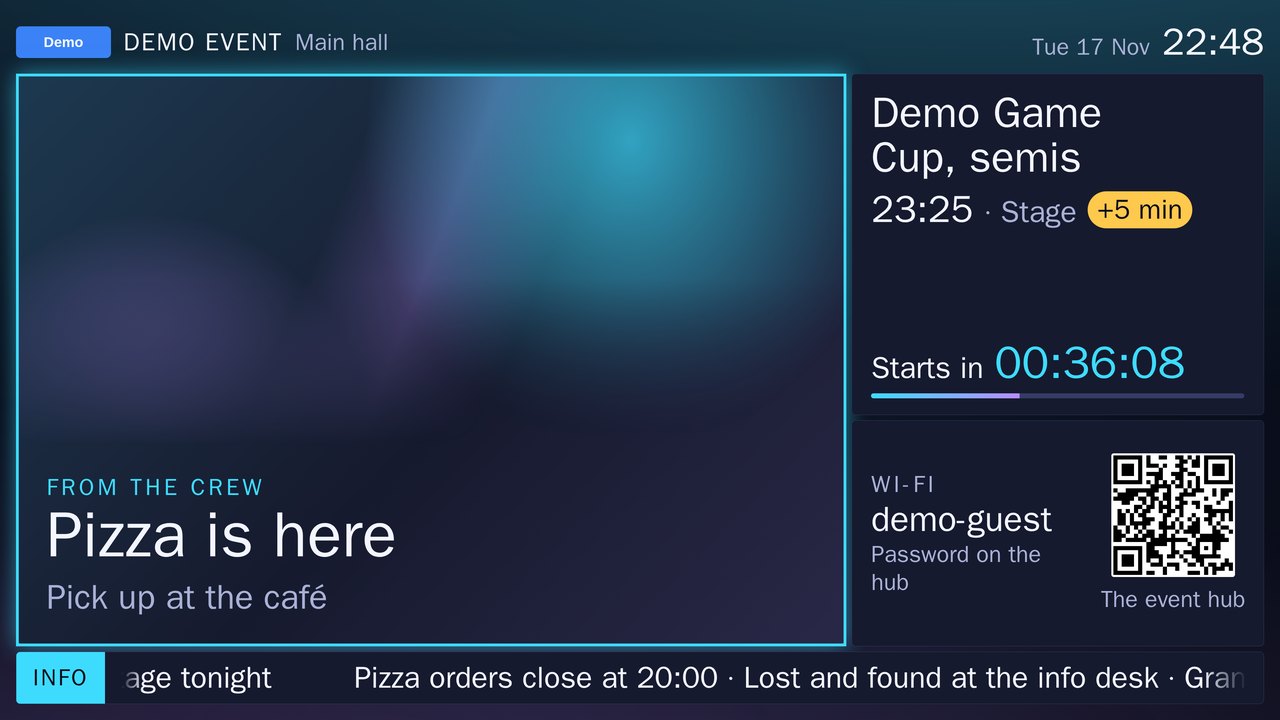 Demo DEMO EVENT Main hall
Tue 17 Nov 22:48
FROM THE CREW
Pizza is here
Pick up at the café
Demo Game
Cup, semis
23:25 · Stage +5 min
Starts in 00:36:08
WI-FI
demo-guest
Password on the
hub
The event hub
INFO age tonight Pizza orders close at 20:00 · Lost and found at the info desk · Gran